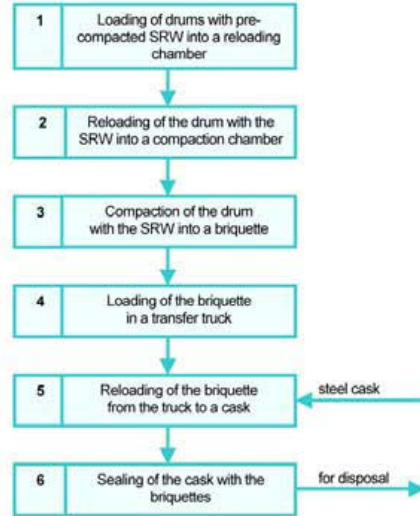 1
Loading of drums with pre-
compacted SRW into a reloading
chamber
2
Reloading of the drum with the
SRW into a compaction chamber
3
Compaction of the drum
with the SRW into a briquette
4
Loading of the briquette
in a transfer truck
5
Reloading of the briquette
from the truck to a cask
steel cask
6
Sealing of the cask with the
briquettes
for disposal